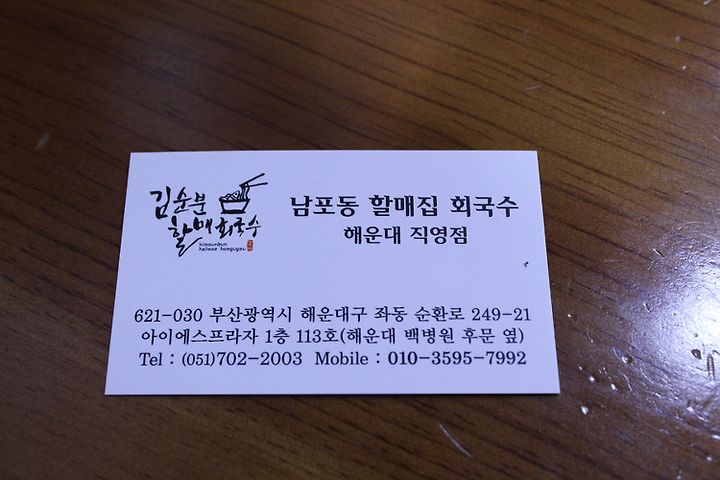 김순분
할매회국수
kimsunbun
halmae hoegugsu
남포동 할매집 회국수
해운대 직영점
621-030 부산광역시 해운대구 좌동 순환로 249-21
아이에스프라자 1층 113호(해운대 백병원 후문 옆)
Tel : (051)702-2003 Mobile : 010-3595-7992